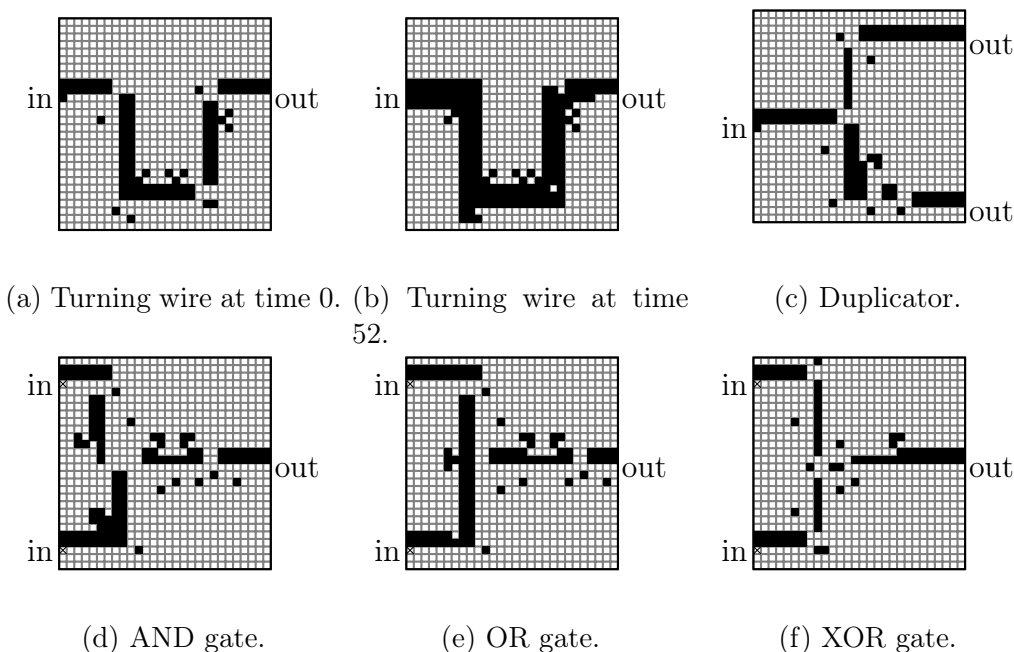 in out
in out
in out
out
(a) Turning wire at time 0.
(b) Turning wire at time
52.
(c) Duplicator.
in
in out
in
in out
in
in out
(d) AND gate.
(e) OR gate.
(f) XOR gate.